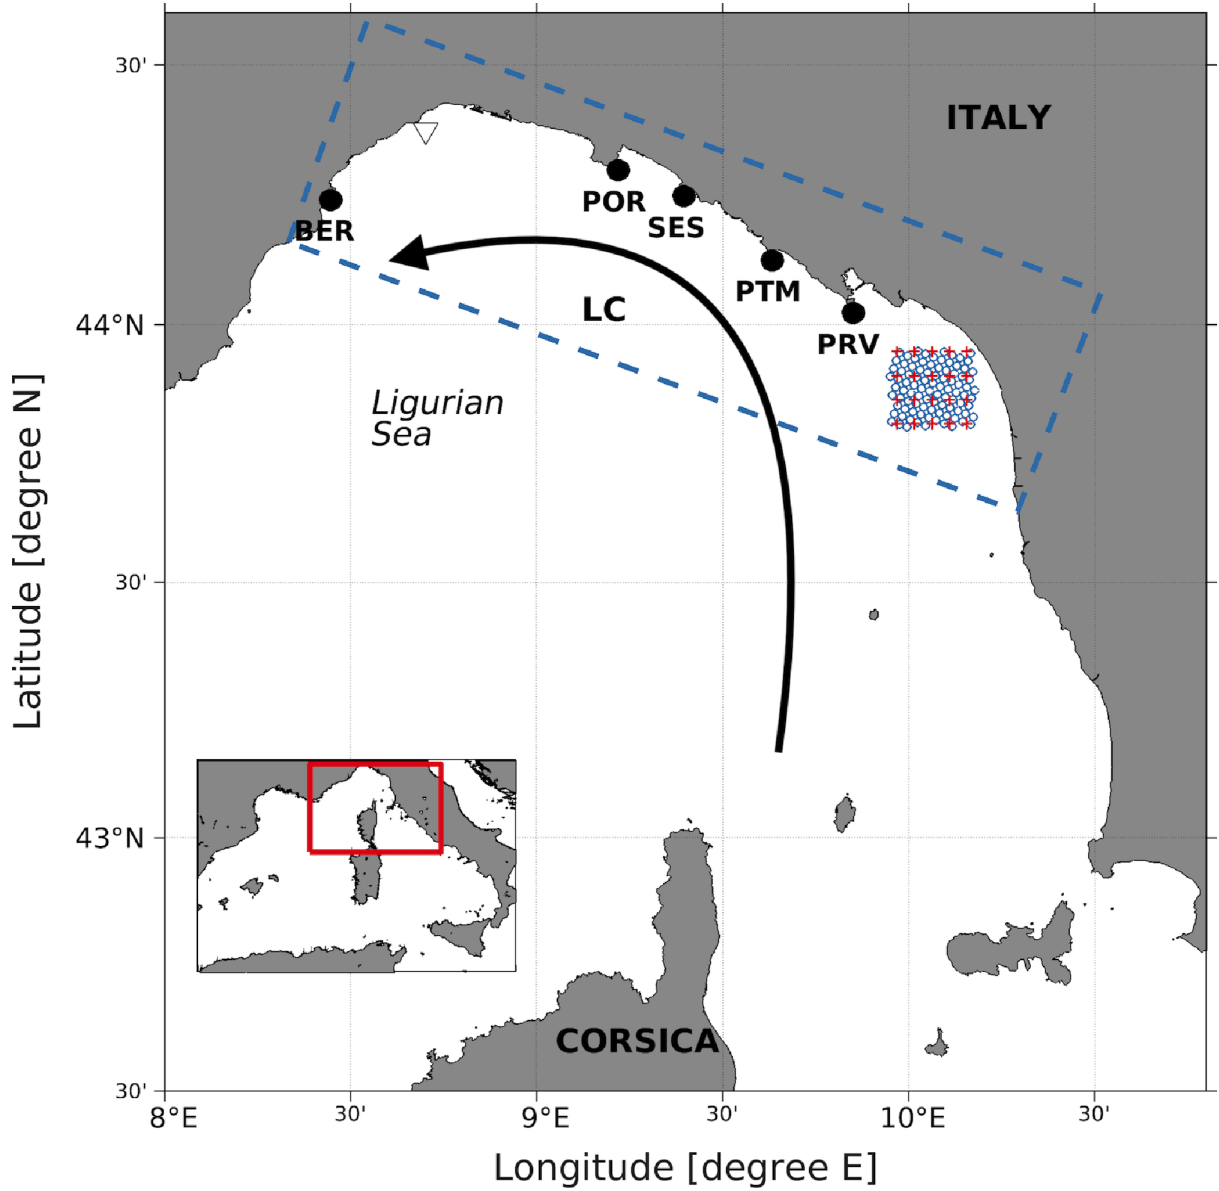 30'
ITALY
POR
SES
BER
PTM
LC
44°N
PRV
Ligurian
Sea
Latitude [degree N]
30'
43°N
CORSICA
30'
8°E
30'
9°E
30'
10°E
30'
Longitude [degree E]